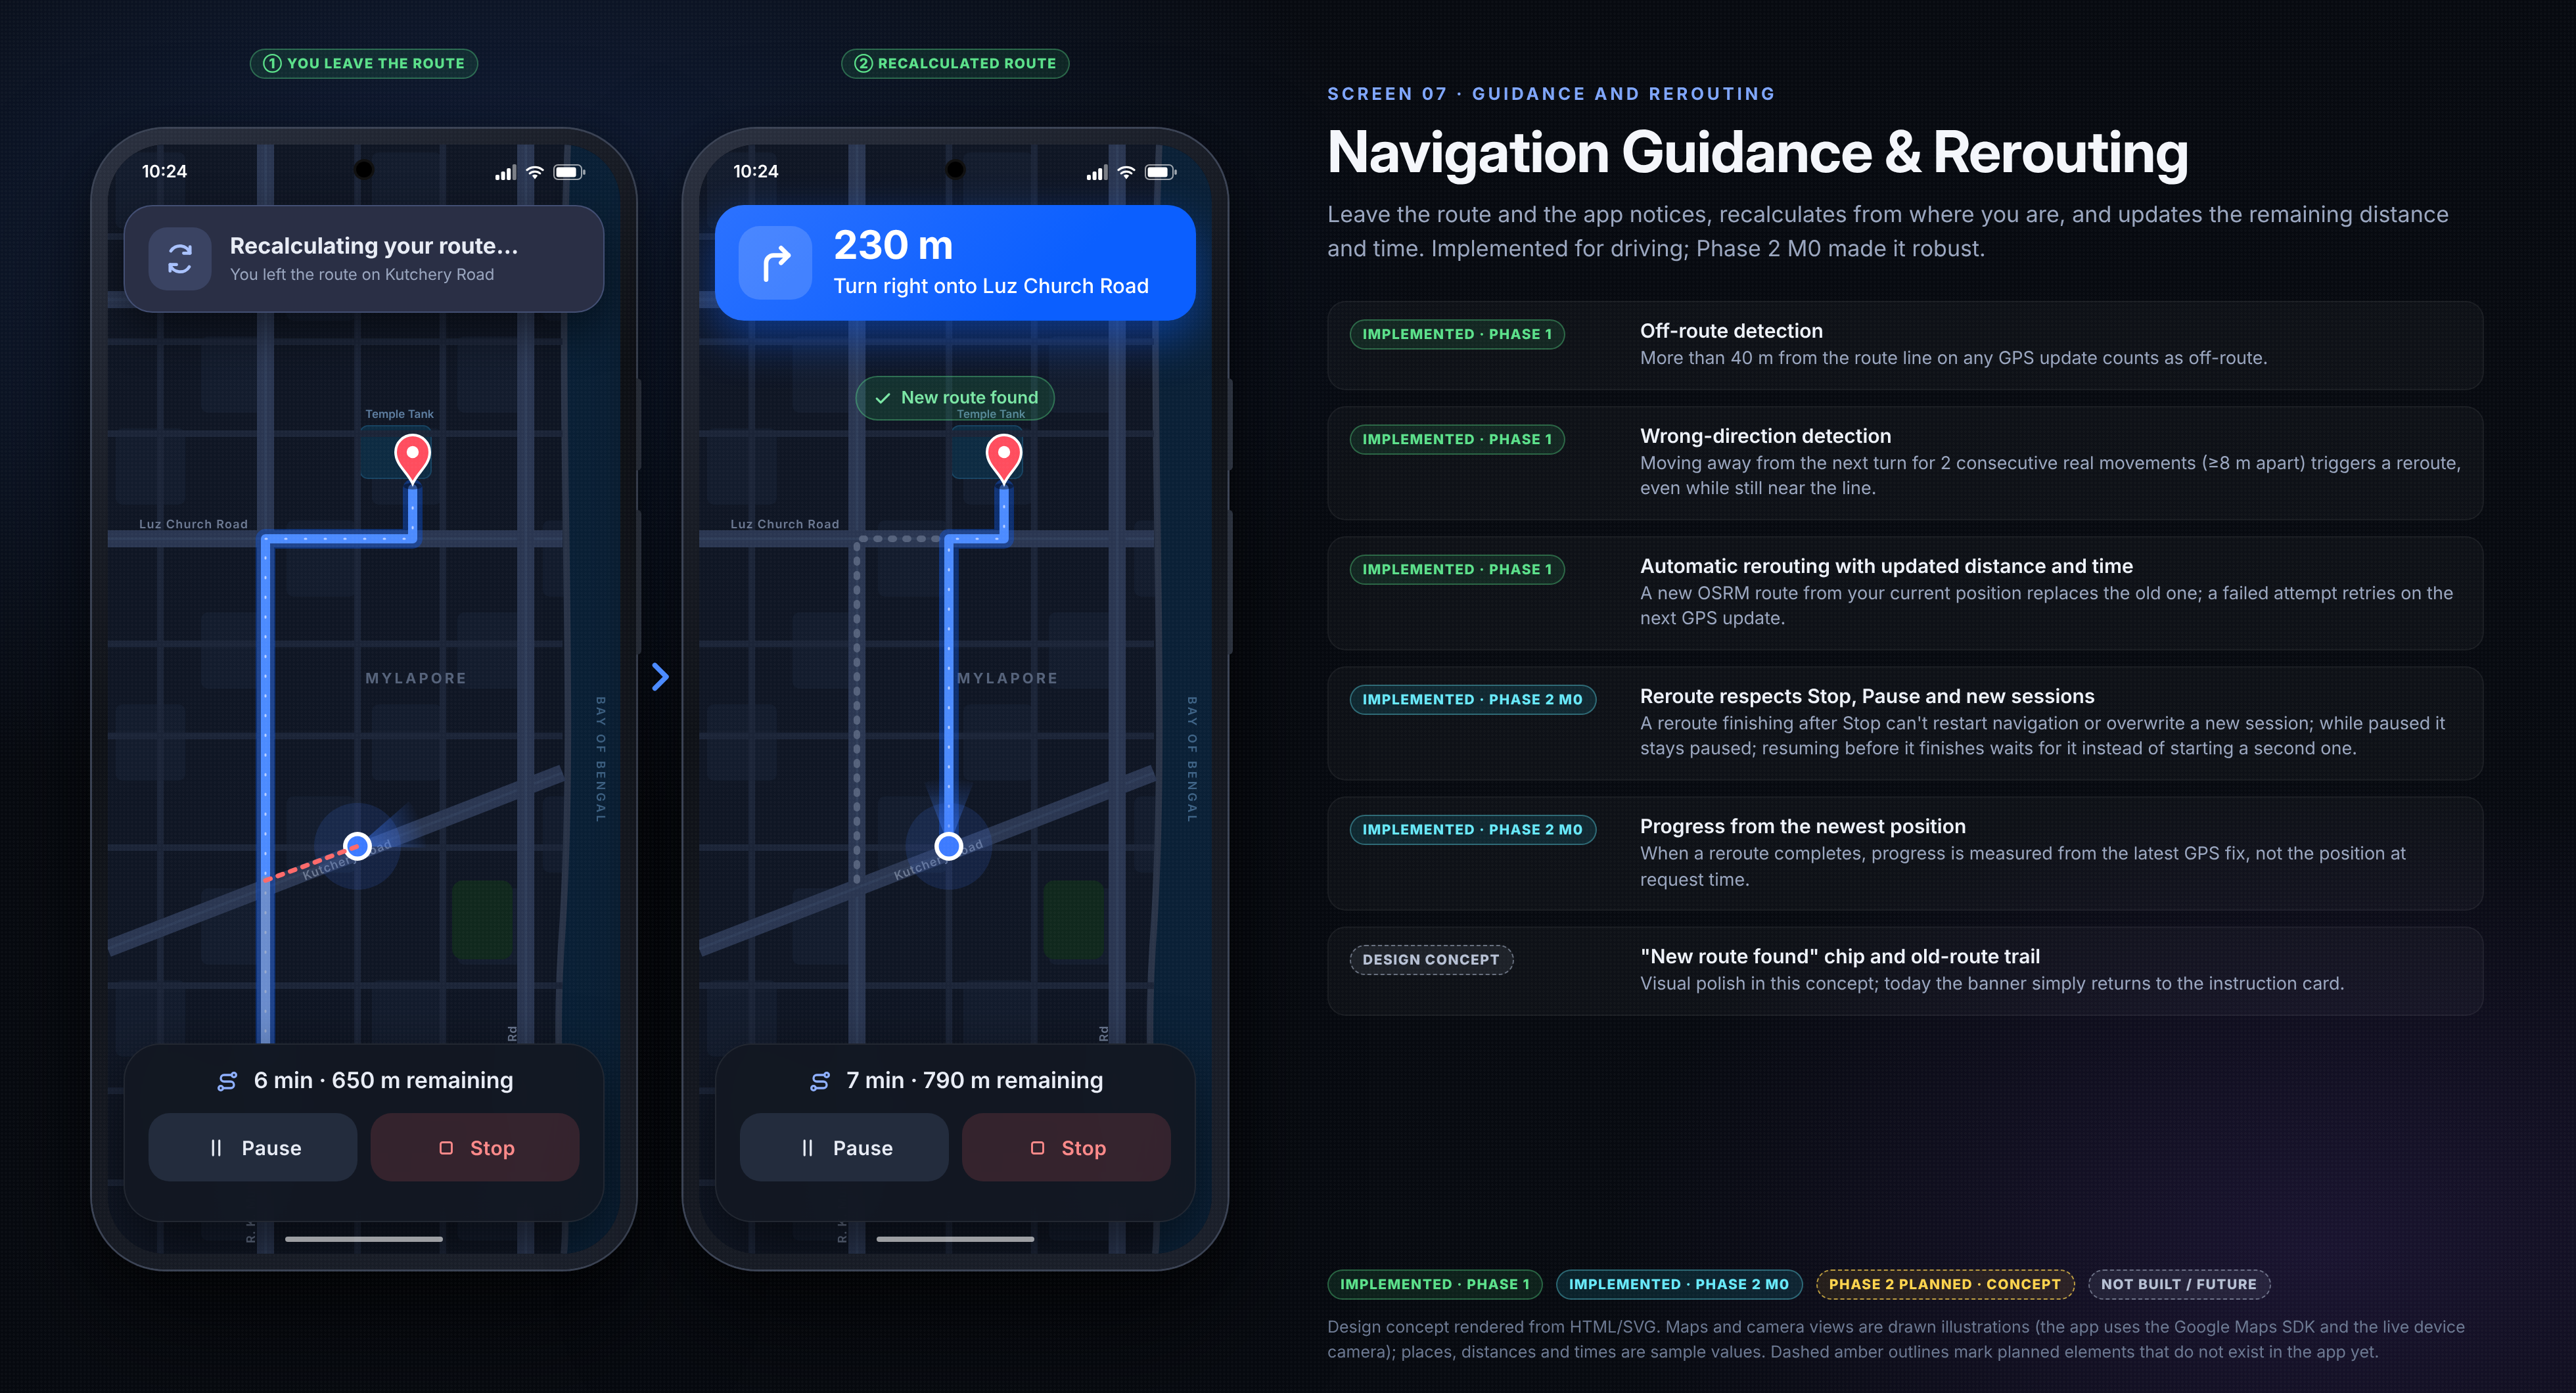 ① YOU LEAVE THE ROUTE
10:24
Recalculating your route...
You left the route on Kutchery Road
Temple Tank
Luz Church Road
MYLAPORE
BAY OF BENGAL
Kutchery Road
Rd
6 min · 650 m remaining
Pause
Stop
② RECALCULATED ROUTE
10:24
230 m
Turn right onto Luz Church Road
New route found
Temple Tank
Luz Church Road
MYLAPORE
BAY OF BENGAL
Kutchery Road
Rd
7 min · 790 m remaining
Pause
Stop
SCREEN 07 · GUIDANCE AND REROUTING
Navigation Guidance & Rerouting
Leave the route and the app notices, recalculates from where you are, and updates the remaining distance
and time. Implemented for driving; Phase 2 M0 made it robust.
IMPLEMENTED · PHASE 1
Off-route detection
More than 40 m from the route line on any GPS update counts as off-route.
IMPLEMENTED · PHASE 1
Wrong-direction detection
Moving away from the next turn for 2 consecutive real movements (≥8 m apart) triggers a reroute,
even while still near the line.
IMPLEMENTED · PHASE 1
Automatic rerouting with updated distance and time
A new OSRM route from your current position replaces the old one; a failed attempt retries on the
next GPS update.
IMPLEMENTED · PHASE 2 M0
Reroute respects Stop, Pause and new sessions
A reroute finishing after Stop can't restart navigation or overwrite a new session; while paused it
stays paused; resuming before it finishes waits for it instead of starting a second one.
IMPLEMENTED · PHASE 2 M0
Progress from the newest position
When a reroute completes, progress is measured from the latest GPS fix, not the position at
request time.
DESIGN CONCEPT
"New route found" chip and old-route trail
Visual polish in this concept; today the banner simply returns to the instruction card.
IMPLEMENTED · PHASE 1
IMPLEMENTED · PHASE 2 M0
PHASE 2 PLANNED · CONCEPT
NOT BUILT / FUTURE
Design concept rendered from HTML/SVG. Maps and camera views are drawn illustrations (the app uses the Google Maps SDK and the live device
camera); places, distances and times are sample values. Dashed amber outlines mark planned elements that do not exist in the app yet.